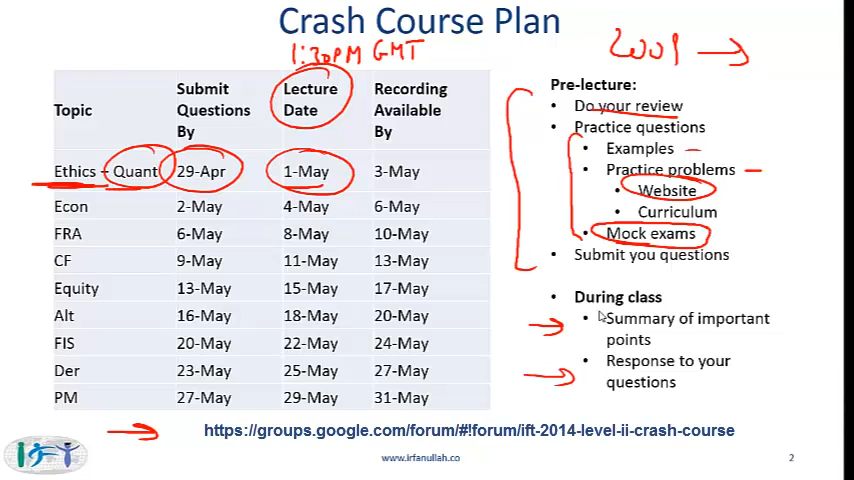 Crash Course Plan
1:30PM GMT
2001
Topic Submit Questions By Lecture Date Recording Available By
Ethics + Quant 29-Apr 1-May 3-May
Econ 2-May 4-May 6-May
FRA 6-May 8-May 10-May
CF 9-May 11-May 13-May
Equity 13-May 15-May 17-May
Alt 16-May 18-May 20-May
FIS 20-May 22-May 24-May
Der 23-May 25-May 27-May
PM 27-May 29-May 31-May
Pre-lecture:
• Do your review
• Practice questions
• Examples
• Practice problems
• Website
• Curriculum
• Mock exams
• Submit you questions
• During class
• Summary of important
points
• Response to your
questions
https://groups.google.com/forum/#!forum/ift-2014-level-ii-crash-course
IFT
www.irfanullah.co
2